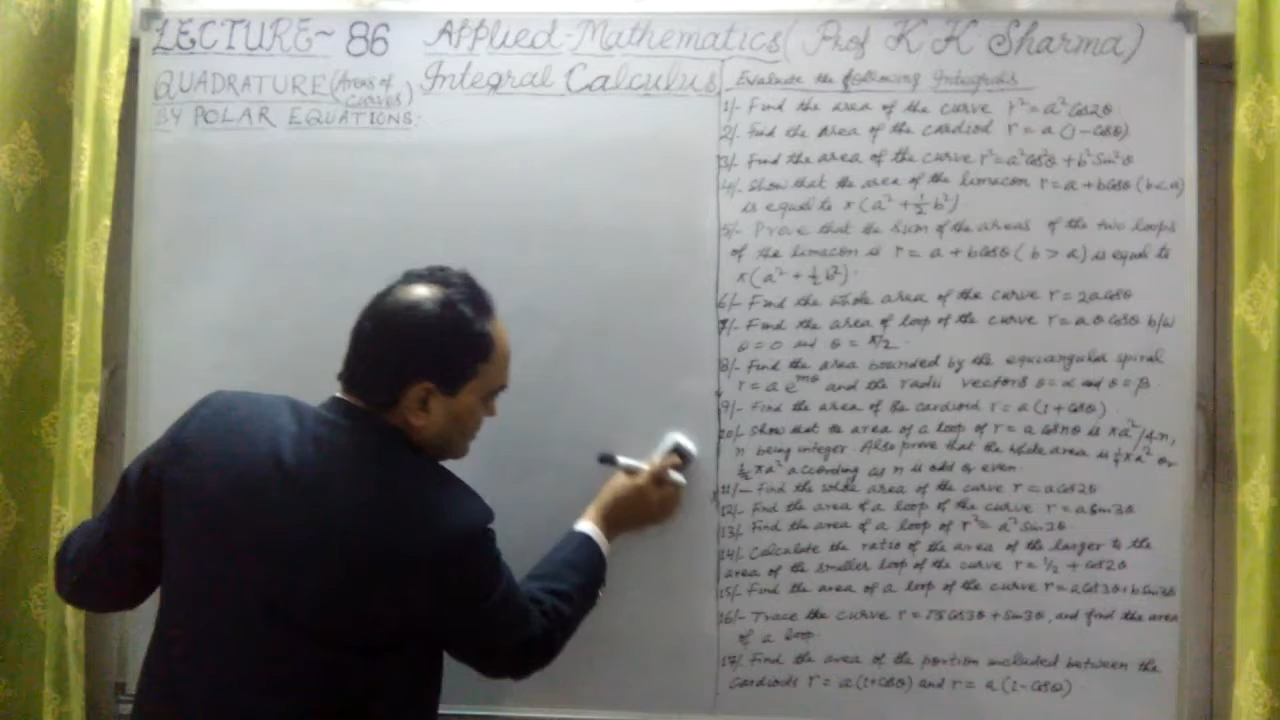 LECTURE~ 86 Applied-Mathematics( Prof K K Sharma)
QUADRATURE (Areas of curves)
BY POLAR EQUATIONS:-
Integral Calculus
Evaluate the following Integrals
1/- Find the area of the curve r² = a² Cos2θ
2/- Find the area of the cardiod r = a (1 - Cosθ)
3/- Find the area of the curve r² = a²Cos²θ + b² Sin²θ
4/- Show that the area of the limacon r = a + bCosθ (b < a)
is equal to π(a² + ½ b²)
5/- Prove that the sum of the areas of the two loops
of the limacon is r = a + bCosθ ( b > a) is equal to
π(a² + ½ b²).
6/- Find the whole area of the curve r = 2a Cosθ
7/- Find the area of loop of the curve r = a θ Cosθ b/w
θ = 0 and θ = π/2.
8/- Find the area bounded by the equiangular spiral
r = a e^mθ and the radii vectors θ = α and θ = β.
9/- Find the area of the cardioid r = a (1 + Cosθ)
10/- Show that the area of a loop of r = a Cosnθ is πa²/4n,
n being integer. Also prove that the whole area is ¼πa² or
½ πa² according as n is odd or even.
11/- Find the whole area of the curve r = a Cos2θ
12/- Find the area of a loop of the curve r = a Sin3θ
13/- Find the area of a loop of r² = a² Sin3θ
14/- Calculate the ratio of the area of the larger to the
area of the smaller loop of the curve r = 1/2 + Cos2θ
15/- Find the area of a loop of the curve r = a Cos3θ + b Sin3θ
16/- Trace the curve r = √3 Cos3θ + Sin3θ, and find the area
of a loop.
17/- Find the area of the portion included between the
Cardiods r = a (1+Cosθ) and r = a (1 - Cosθ)